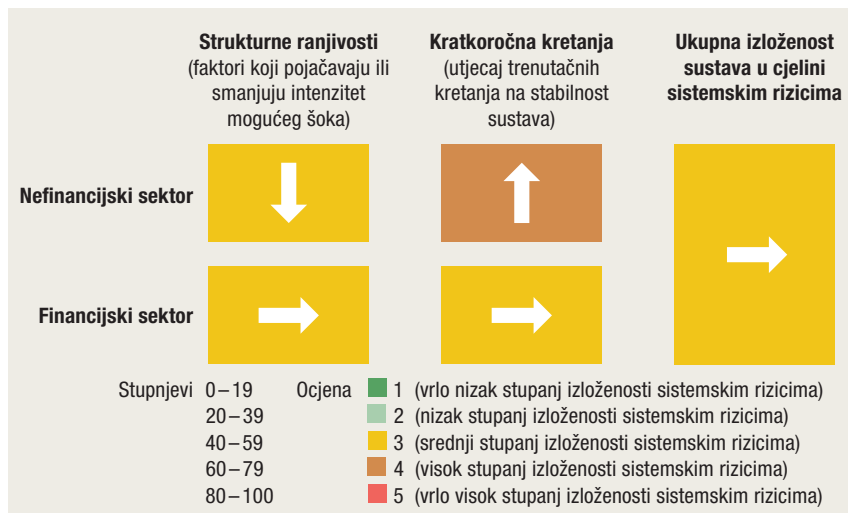 Strukturne ranjivosti
(faktori koji pojačavaju ili
smanjuju intenzitet
mogućeg šoka)
Kratkoročna kretanja
(utjecaj trenutačnih
kretanja na stabilnost
sustava)
Ukupna izloženost
sustava u cjelini
sistemskim rizicima
Nefinancijski sektor
Financijski sektor
Stupnjevi 0–19 Ocjena 1 (vrlo nizak stupanj izloženosti sistemskim rizicima)
20–39 2 (nizak stupanj izloženosti sistemskim rizicima)
40–59 3 (srednji stupanj izloženosti sistemskim rizicima)
60–79 4 (visok stupanj izloženosti sistemskim rizicima)
80–100 5 (vrlo visok stupanj izloženosti sistemskim rizicima)